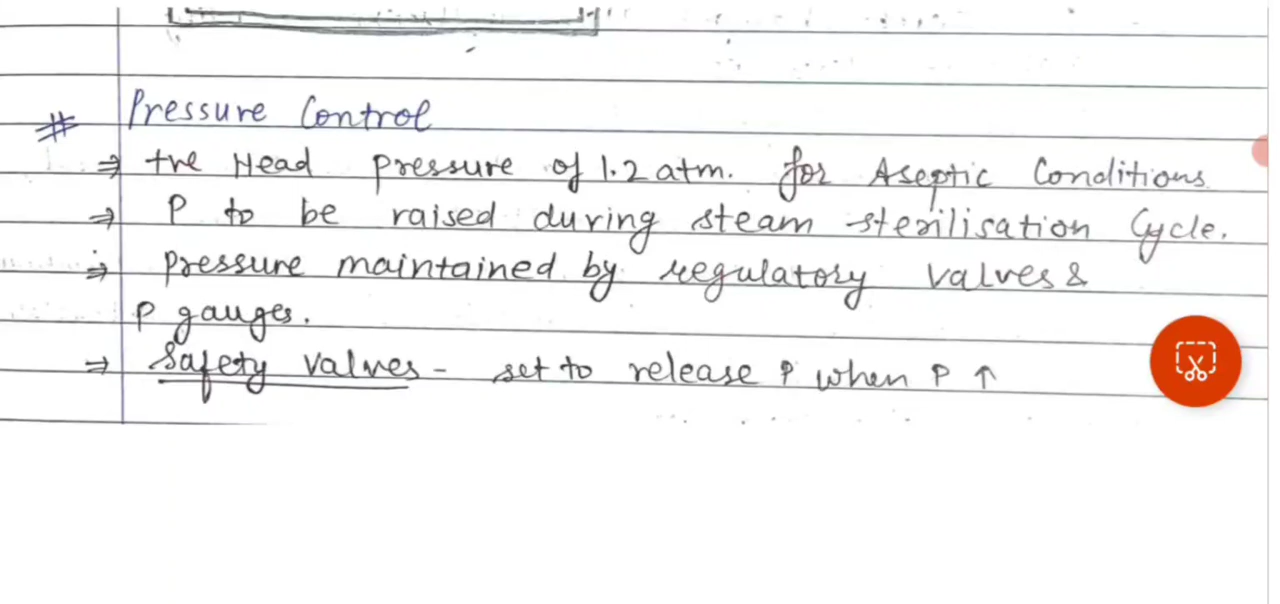 # Pressure Control
⇒ +ve Head pressure of 1.2 atm. for Aseptic Conditions
⇒ P to be raised during steam sterilisation Cycle.
⇒ pressure maintained by regulatory valves &
P gauges.
⇒ Safety valves - set to release P when P ↑